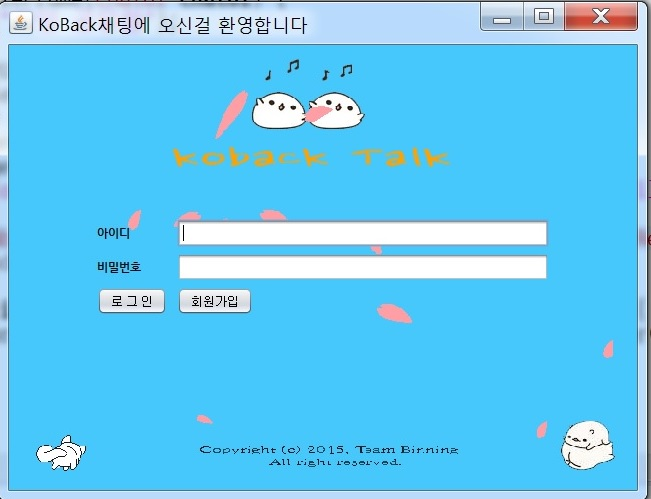 KoBack채팅에 오신걸 환영합니다
koback Talk
아이디
비밀번호
로 그 인 회원가입
Copyright (c) 2015, Team Binning
All right reserved.